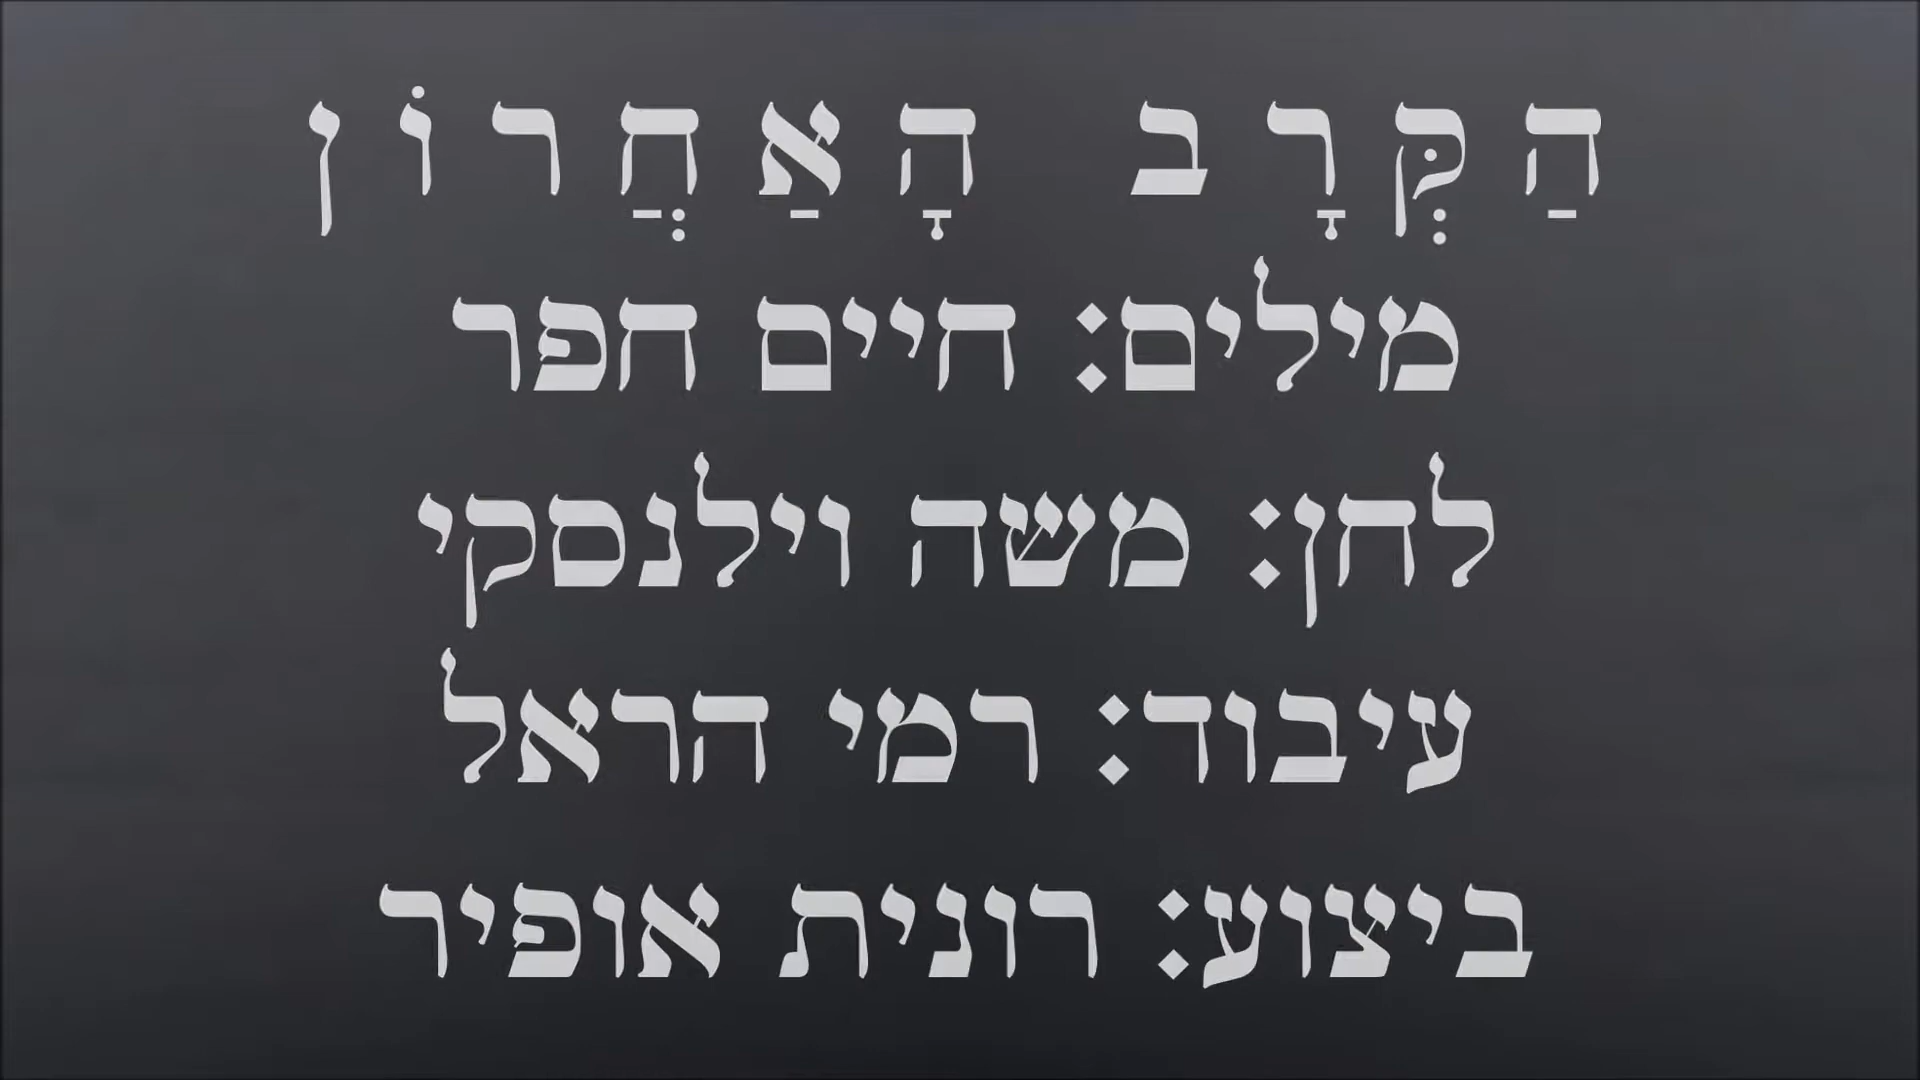 הַקְּרָב הָאַחֲרוֹן
מילים: חיים חפר
לחן: משה וילנסקי
עיבוד: רמי הראל
ביצוע: רונית אופיר